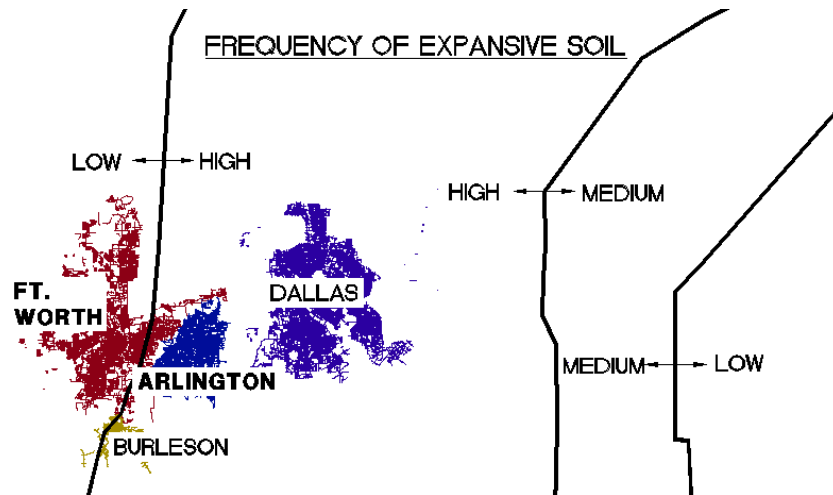 FREQUENCY OF EXPANSIVE SOIL
LOW HIGH
HIGH MEDIUM
FT.
WORTH
DALLAS
MEDIUM LOW
ARLINGTON
BURLESON